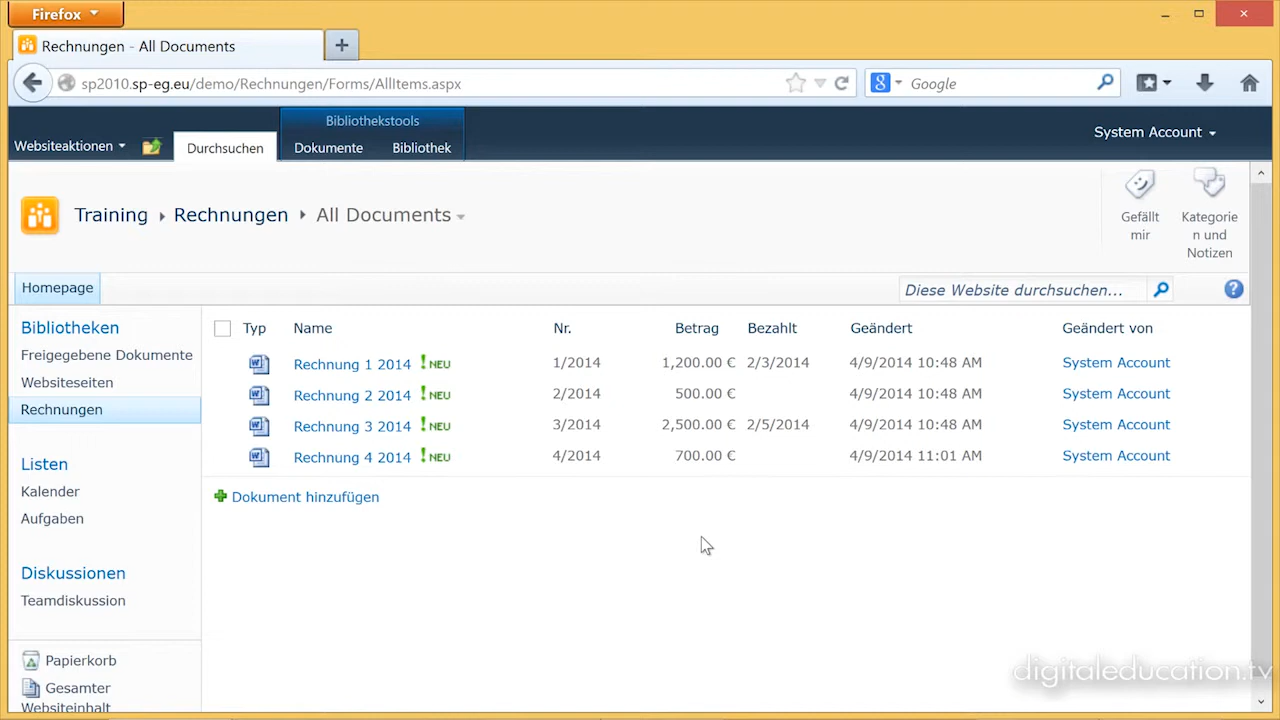 Firefox
Rechnungen - All Documents
sp2010.sp-eg.eu/demo/Rechnungen/Forms/AllItems.aspx
8 Google
Bibliothekstools
System Account
Websiteaktionen Durchsuchen Dokumente Bibliothek
Training Rechnungen All Documents
Gefällt
mir
Kategorie
n und
Notizen
Homepage
Diese Website durchsuchen...
?
Bibliotheken
Freigegebene Dokumente
Websiteseiten
Rechnungen
Listen
Kalender
Aufgaben
Diskussionen
Teamdiskussion
Papierkorb
Gesamter
Websiteinhalt
Typ Name Nr. Betrag Bezahlt Geändert Geändert von
W Rechnung 1 2014 ! NEU 1/2014 1,200.00 € 2/3/2014 4/9/2014 10:48 AM System Account
W Rechnung 2 2014 ! NEU 2/2014 500.00 € 4/9/2014 10:48 AM System Account
W Rechnung 3 2014 ! NEU 3/2014 2,500.00 € 2/5/2014 4/9/2014 10:48 AM System Account
W Rechnung 4 2014 ! NEU 4/2014 700.00 € 4/9/2014 11:01 AM System Account
Dokument hinzufügen
digitaleducation.tv